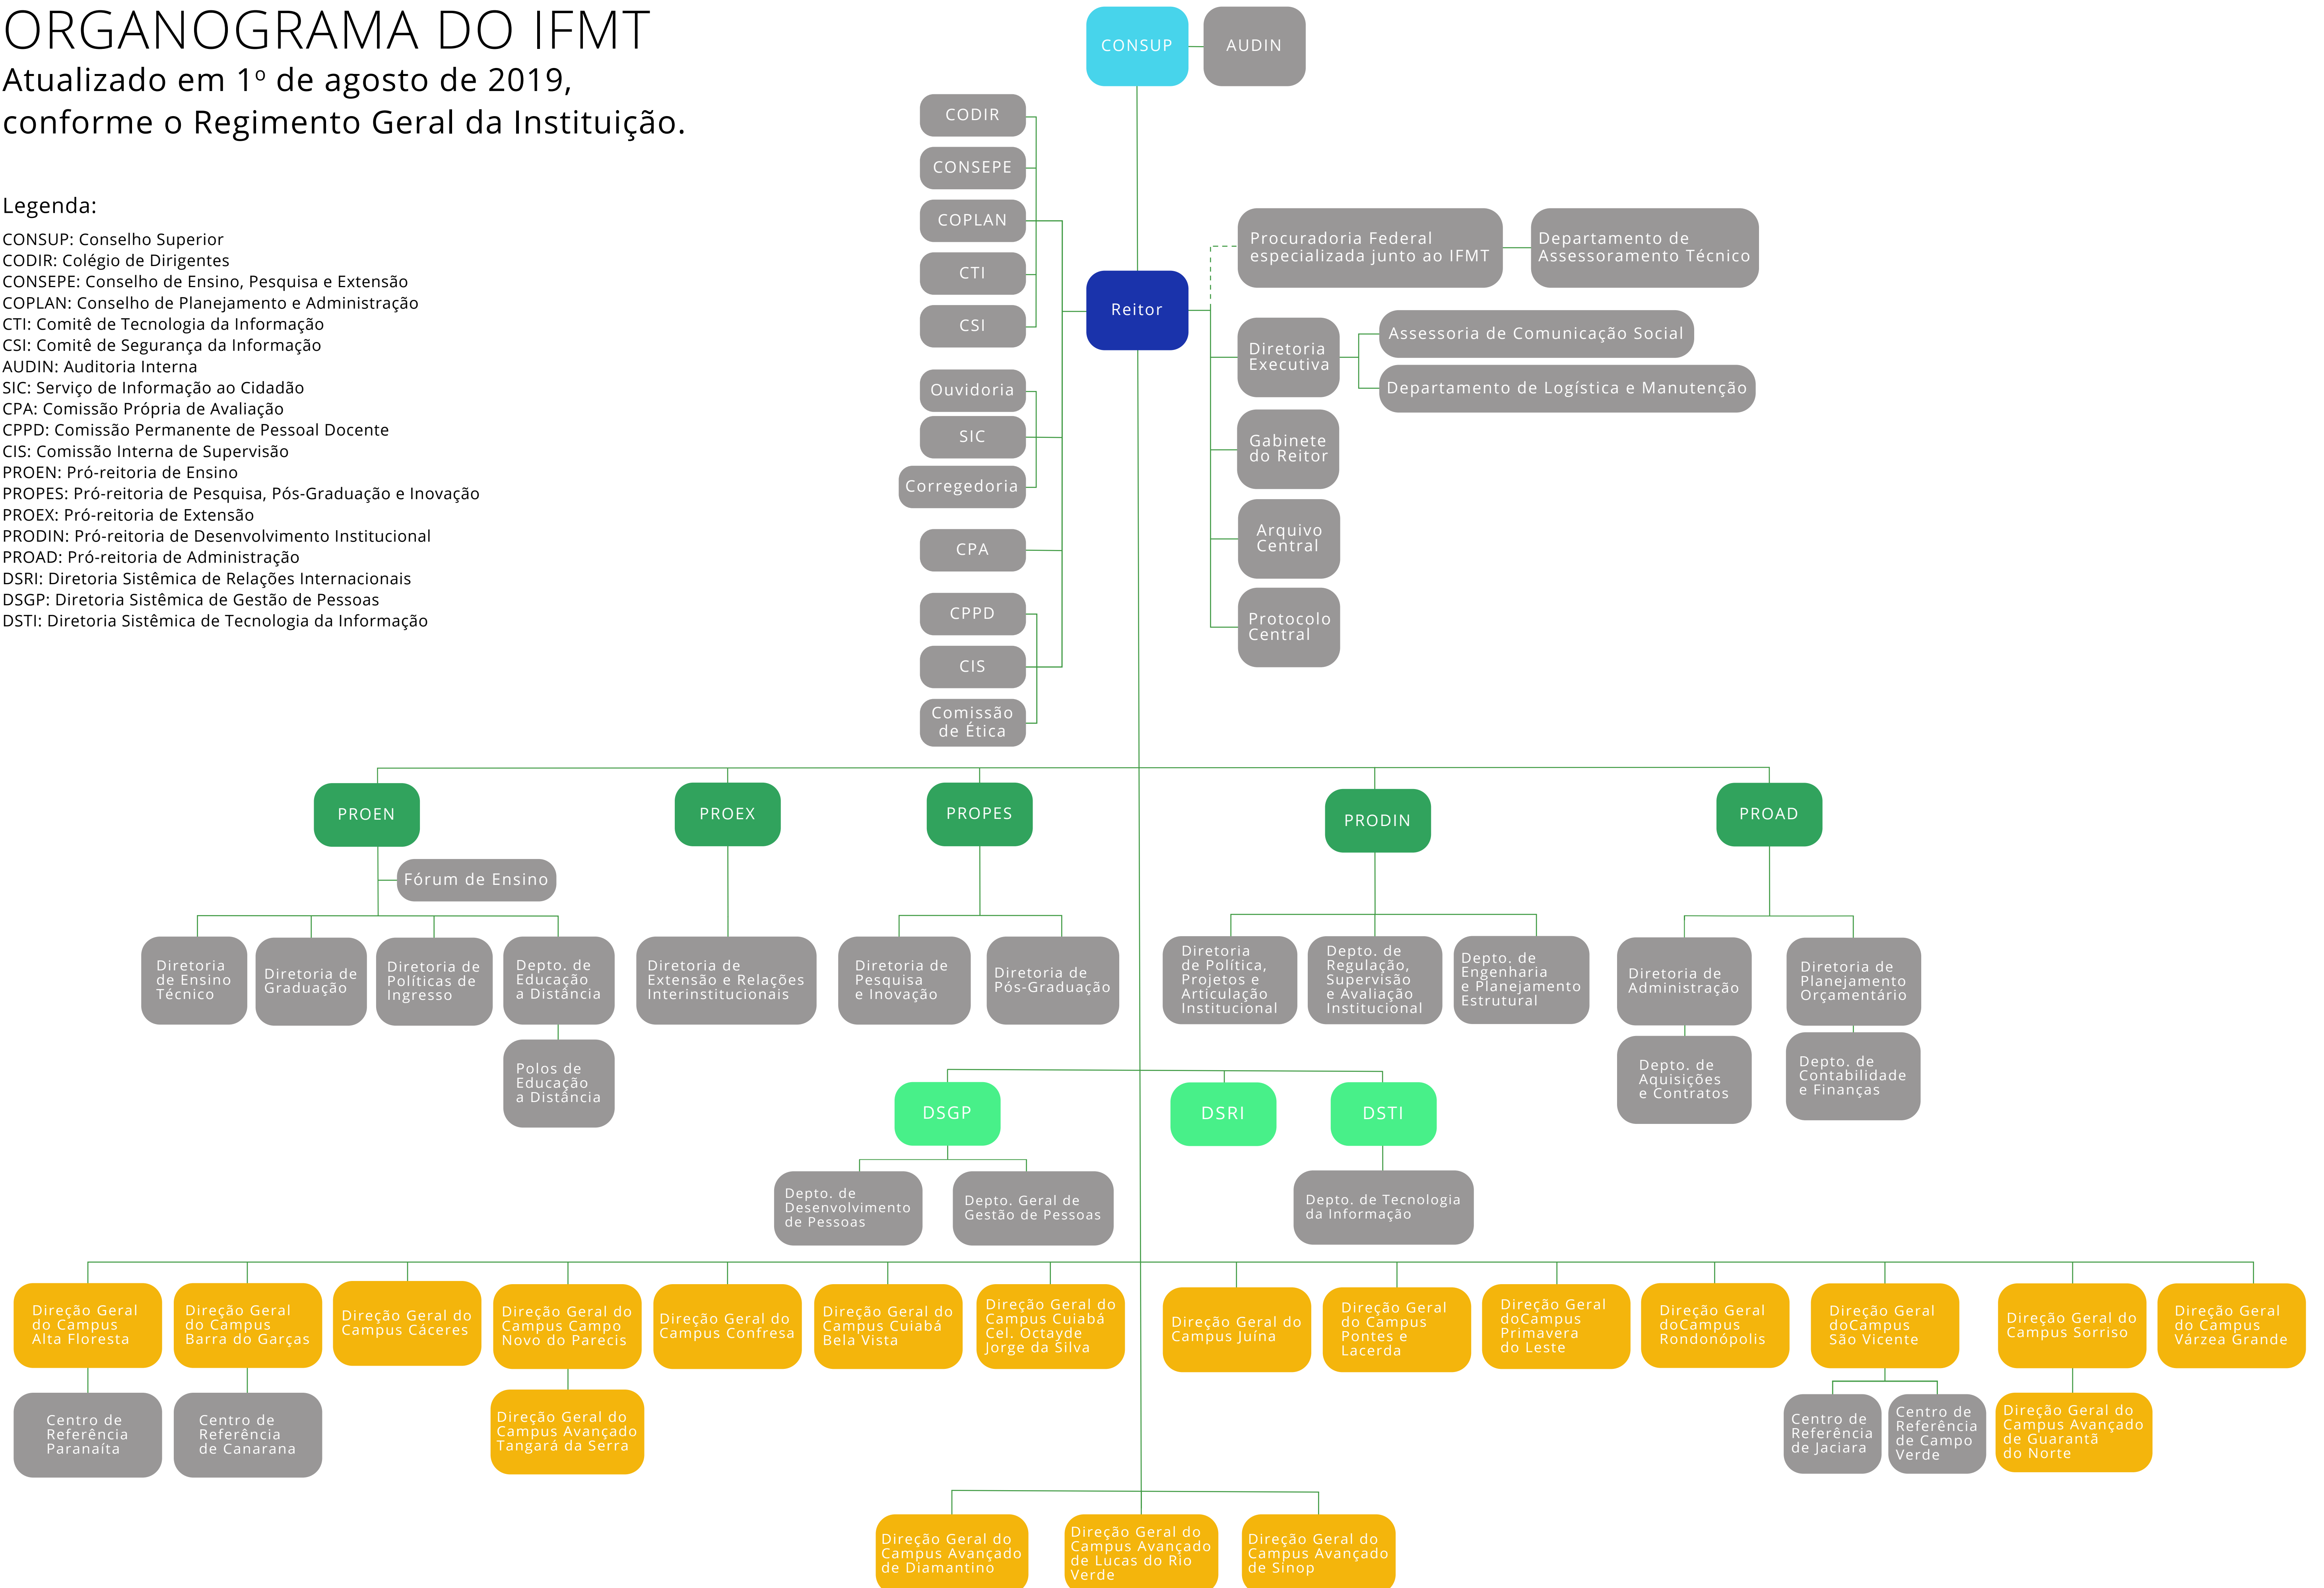 ORGANOGRAMA DO IFMT
Atualizado em 1º de agosto de 2019,
conforme o Regimento Geral da Instituição.
Legenda:
CONSUP: Conselho Superior
CODIR: Colégio de Dirigentes
CONSEPE: Conselho de Ensino, Pesquisa e Extensão
COPLAN: Conselho de Planejamento e Administração
CTI: Comitê de Tecnologia da Informação
CSI: Comitê de Segurança da Informação
AUDIN: Auditoria Interna
SIC: Serviço de Informação ao Cidadão
CPA: Comissão Própria de Avaliação
CPPD: Comissão Permanente de Pessoal Docente
CIS: Comissão Interna de Supervisão
PROEN: Pró-reitoria de Ensino
PROPES: Pró-reitoria de Pesquisa, Pós-Graduação e Inovação
PROEX: Pró-reitoria de Extensão
PRODIN: Pró-reitoria de Desenvolvimento Institucional
PROAD: Pró-reitoria de Administração
DSRI: Diretoria Sistêmica de Relações Internacionais
DSGP: Diretoria Sistêmica de Gestão de Pessoas
DSTI: Diretoria Sistêmica de Tecnologia da Informação
CONSUP
AUDIN
CODIR
CONSEPE
COPLAN
CTI
CSI
Ouvidoria
SIC
Corregedoria
CPA
CPPD
CIS
Comissão
de Ética
Reitor
Procuradoria Federal
especializada junto ao IFMT
Departamento de
Assessoramento Técnico
Diretoria
Executiva
Assessoria de Comunicação Social
Departamento de Logística e Manutenção
Gabinete
do Reitor
Arquivo
Central
Protocolo
Central
PROEN
PROEX
PROPES
PRODIN
PROAD
Fórum de Ensino
Diretoria
de Ensino
Técnico
Diretoria de
Graduação
Diretoria de
Políticas de
Ingresso
Depto. de
Educação
a Distância
Diretoria de
Extensão e Relações
Interinstitucionais
Diretoria de
Pesquisa
e Inovação
Diretoria de
Pós-Graduação
Diretoria
de Política,
Projetos e
Articulação
Institucional
Depto. de
Regulação,
Supervisão
e Avaliação
Institucional
Depto. de
Engenharia
e Planejamento
Estrutural
Diretoria de
Administração
Diretoria de
Planejamento
Orçamentário
Polos de
Educação
a Distância
Depto. de
Aquisições
e Contratos
Depto. de
Contabilidade
e Finanças
DSGP
DSRI
DSTI
Depto. de
Desenvolvimento
de Pessoas
Depto. Geral de
Gestão de Pessoas
Depto. de Tecnologia
da Informação
Direção Geral
do Campus
Alta Floresta
Direção Geral
do Campus
Barra do Garças
Direção Geral do
Campus Cáceres
Direção Geral do
Campus Campo
Novo do Parecis
Direção Geral do
Campus Confresa
Direção Geral do
Campus Cuiabá
Bela Vista
Direção Geral do
Campus Cuiabá
Cel. Octayde
Jorge da Silva
Direção Geral do
Campus Juína
Direção Geral
do Campus
Pontes e
Lacerda
Direção Geral
doCampus
Primavera
do Leste
Direção Geral
doCampus
Rondonópolis
Direção Geral
doCampus
São Vicente
Direção Geral do
Campus Sorriso
Direção Geral
do Campus
Várzea Grande
Centro de
Referência
Paranaíta
Centro de
Referência
de Canarana
Direção Geral do
Campus Avançado
Tangará da Serra
Centro de
Referência
de Jaciara
Centro de
Referência
de Campo
Verde
Direção Geral do
Campus Avançado
de Guarantã
do Norte
Direção Geral do
Campus Avançado
de Diamantino
Direção Geral do
Campus Avançado
de Lucas do Rio
Verde
Direção Geral do
Campus Avançado
de Sinop